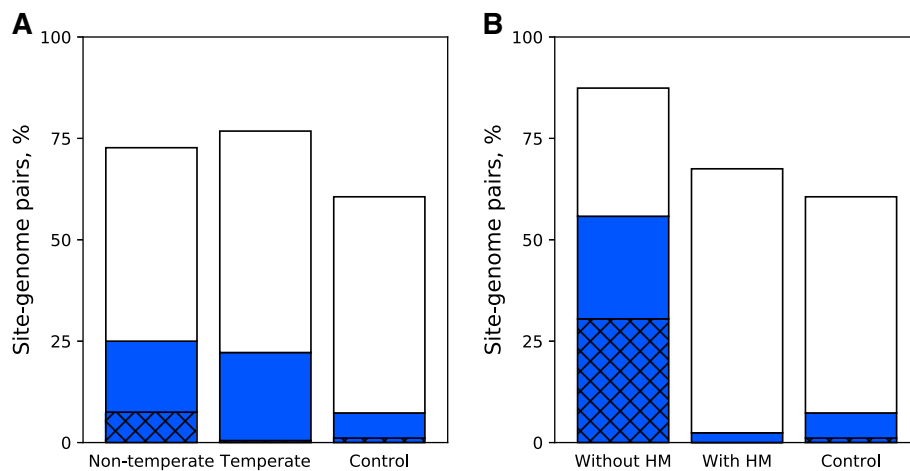 A
Site-genome pairs, %
100
75
50
25
0
Non-temperate Temperate Control
B
Site-genome pairs, %
100
75
50
25
0
Without HM With HM Control